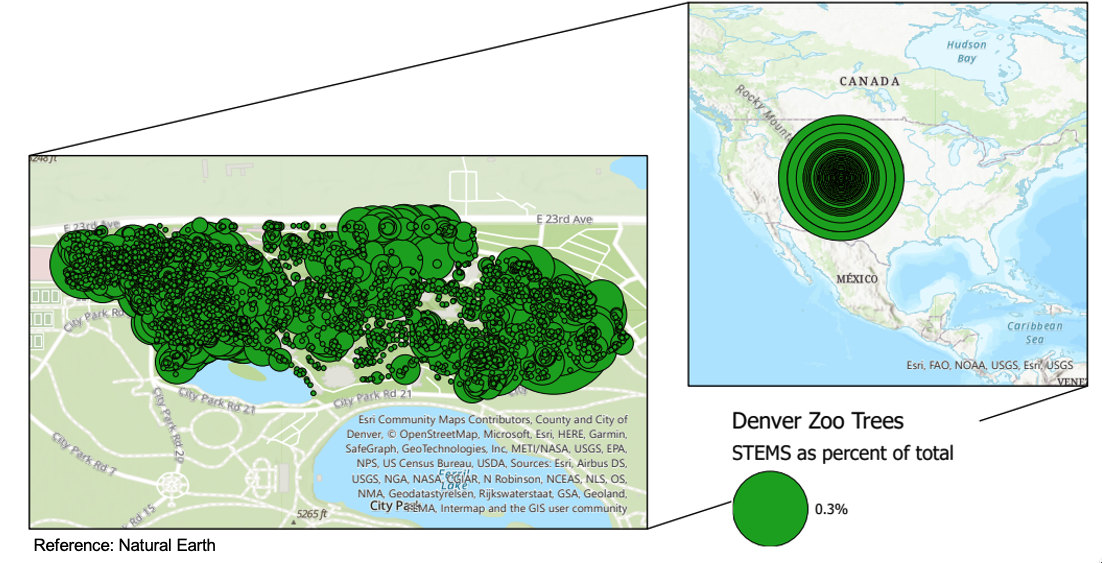 Hudson
Bay
CANADA
Rocky Mount
MÉXICO
Caribbean
Sea
Esri, FAO, NOAA, USGS, Esri, USGS
VENE
5248 ft
E 23rd Ave
E 23rd Ave
City Park Rd
City Park Rd 21
City Park Rd 21
City Park Rd 20
City Park Rd 7
Rd 15
5265 ft
Ferril
Lake
City Park
Esri Community Maps Contributors, County and City of
Denver, © OpenStreetMap, Microsoft, Esri, HERE, Garmin,
SafeGraph, GeoTechnologies, Inc, METI/NASA, USGS, EPA,
NPS, US Census Bureau, USDA, Sources: Esri, Airbus DS,
USGS, NGA, NASA, CGIAR, N Robinson, NCEAS, NLS, OS,
NMA, Geodatastyrelsen, Rijkswaterstaat, GSA, Geoland,
FEMA, Intermap and the GIS user community
Denver Zoo Trees
STEMS as percent of total
0.3%
Reference: Natural Earth